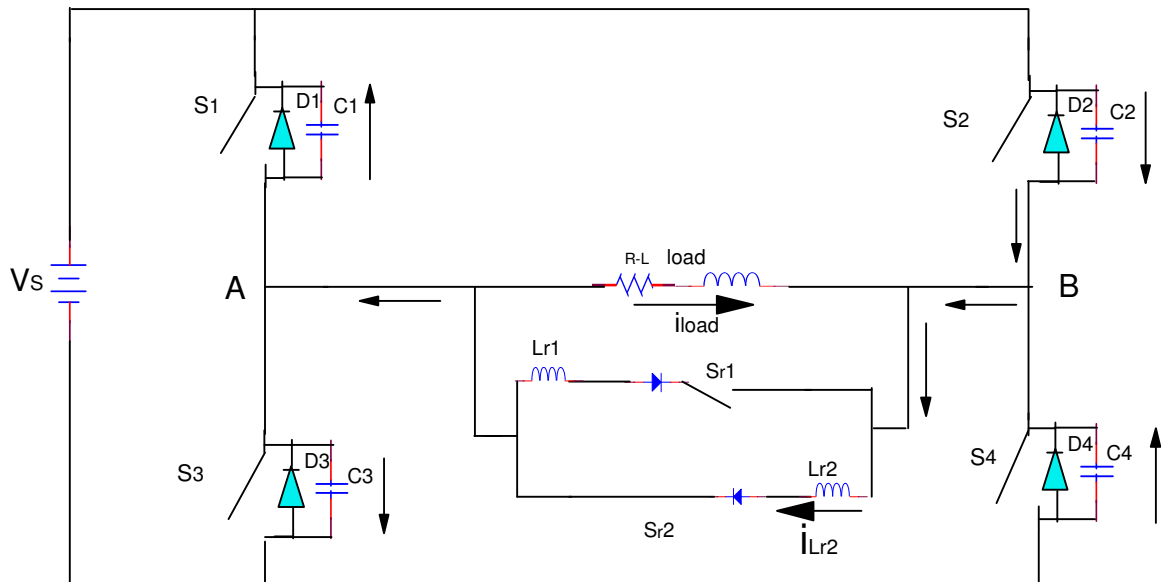 S1
D1
C1
S2
D2
C2
Vs
A
R-L
load
B
iload
Lr1
Sr1
S3
D3
C3
Lr2
S4
D4
C4
Sr2
iLr2